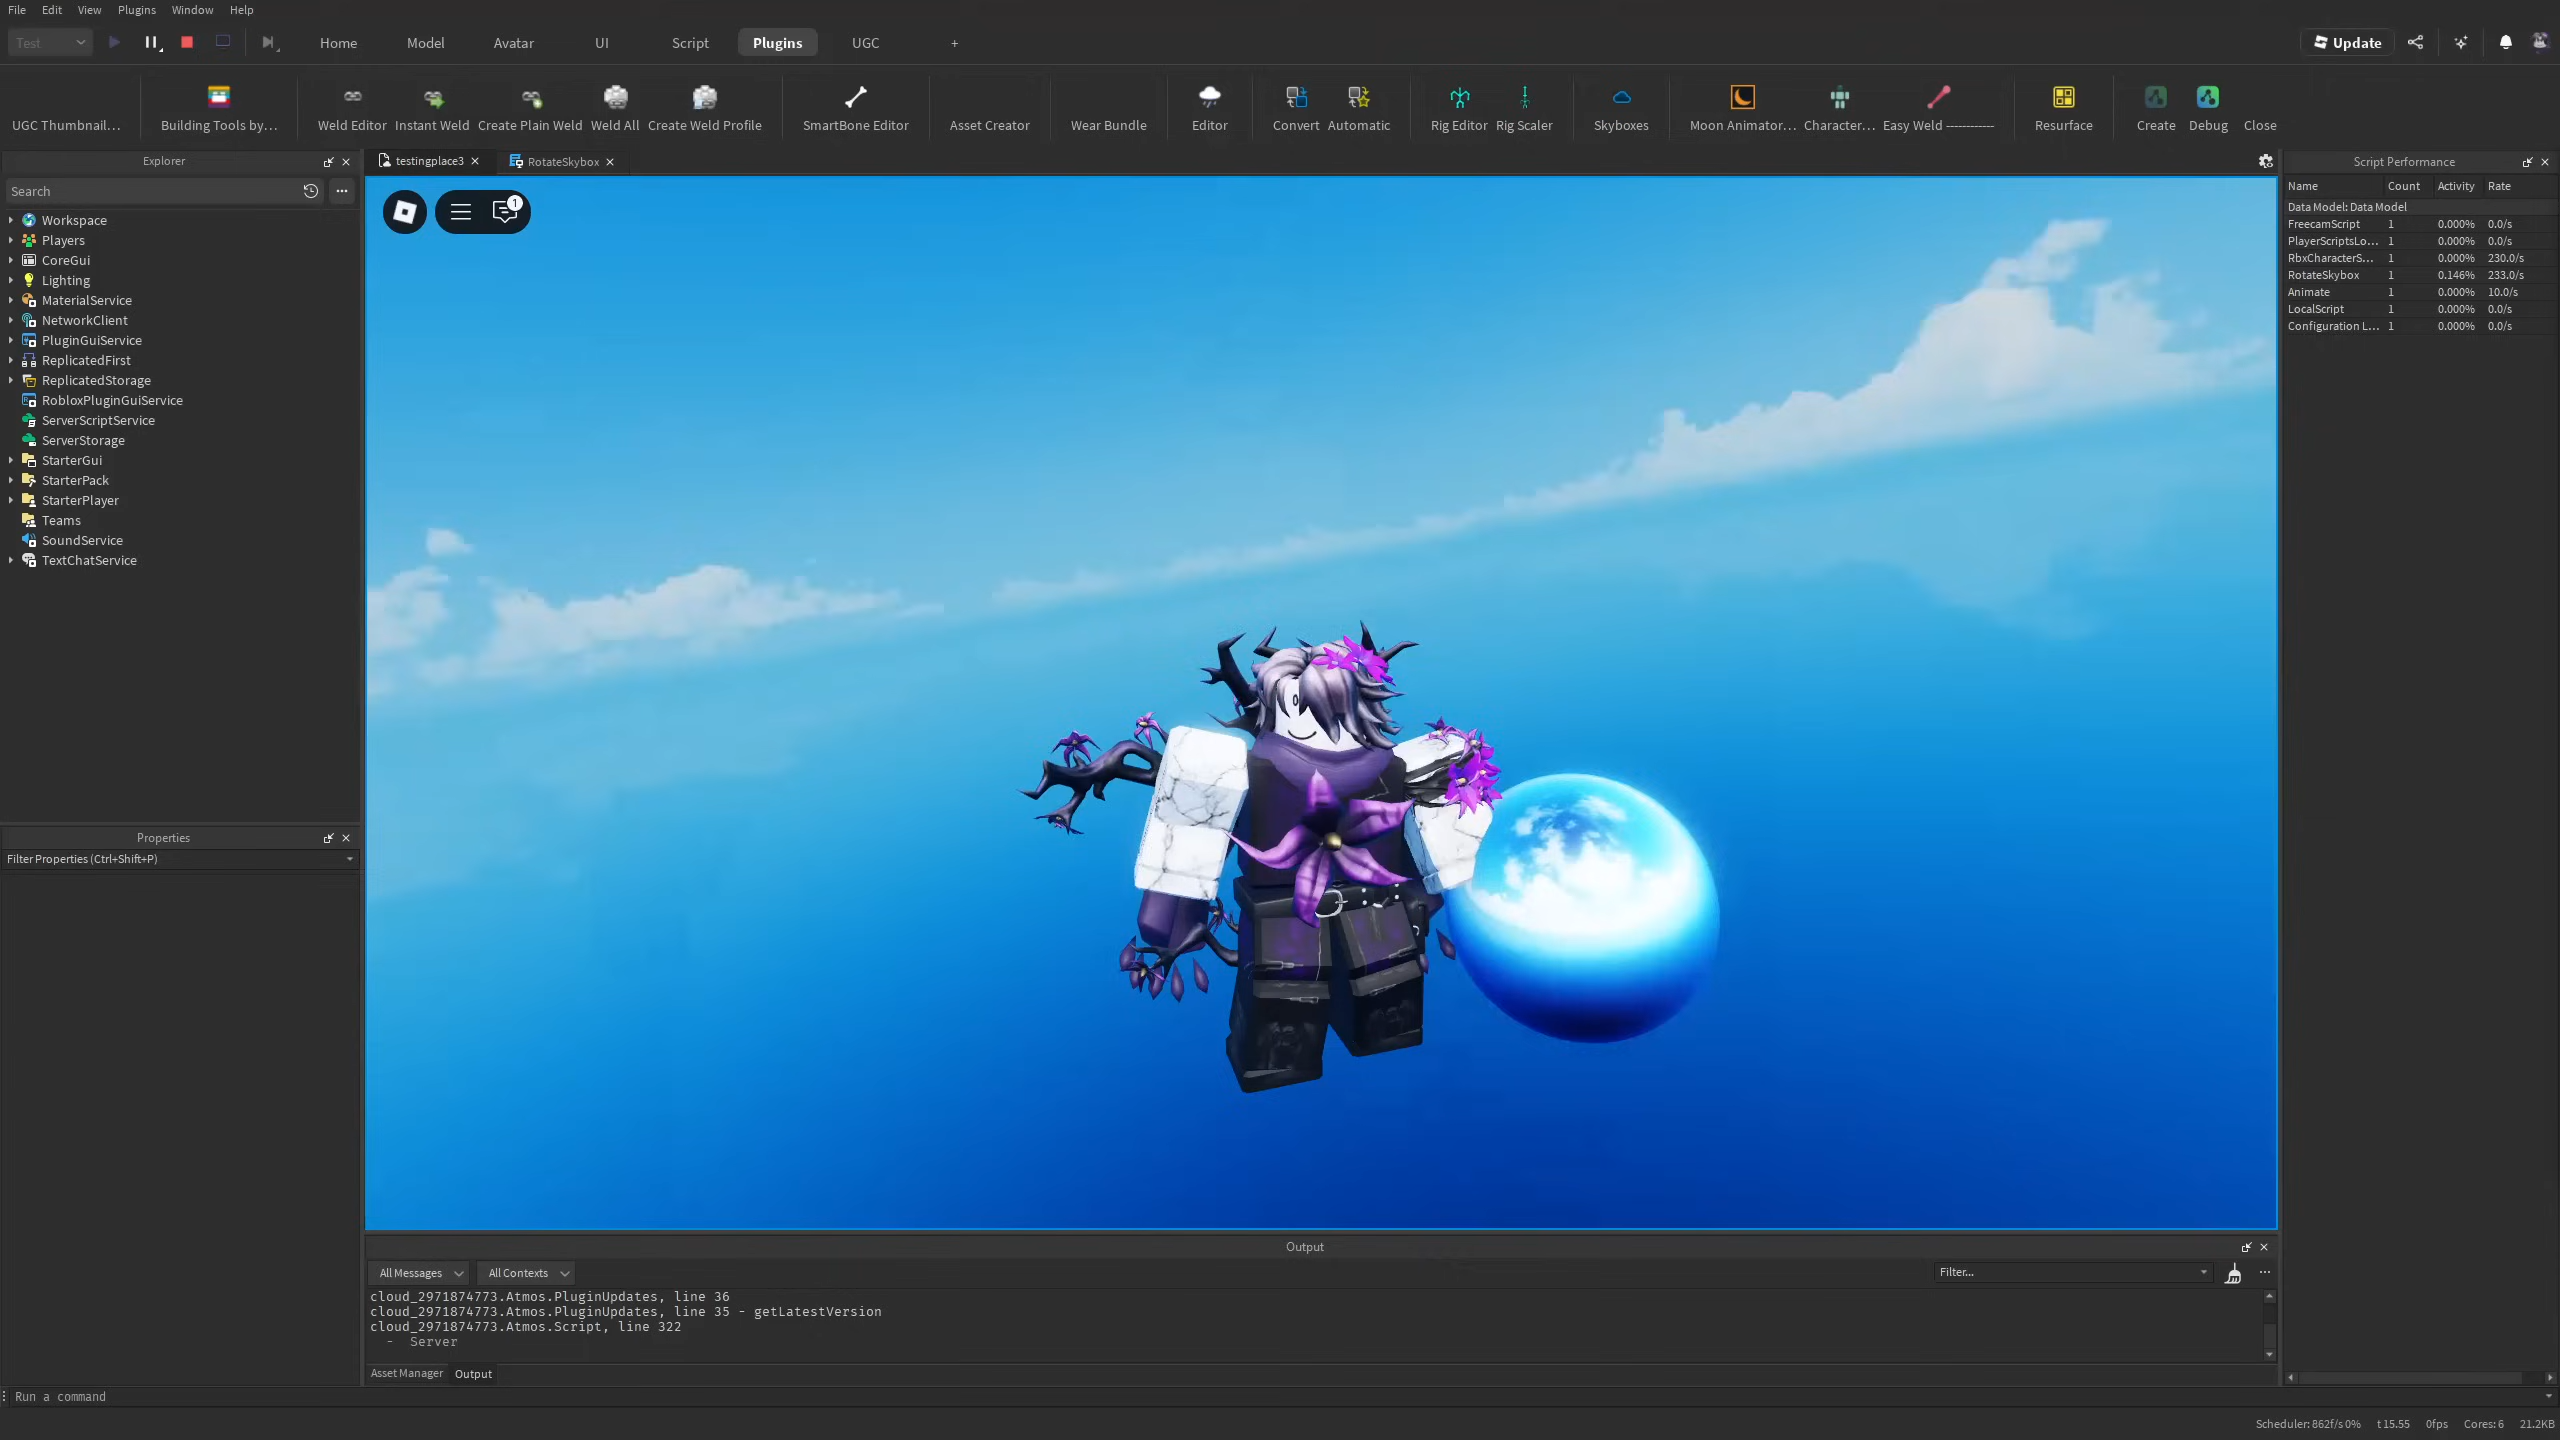 File Edit View Plugins Window Help
Test Home Model Avatar UI Script Plugins UGC + Update
UGC Thumbnail... Building Tools by... Weld Editor Instant Weld Create Plain Weld Weld All Create Weld Profile SmartBone Editor Asset Creator Wear Bundle Editor Convert Automatic Rig Editor Rig Scaler Skyboxes Moon Animator... Character... Easy Weld ------------ Resurface Create Debug Close
Explorer
Search
Workspace
Players
CoreGui
Lighting
MaterialService
NetworkClient
PluginGuiService
ReplicatedFirst
ReplicatedStorage
RobloxPluginGuiService
ServerScriptService
ServerStorage
StarterGui
StarterPack
StarterPlayer
Teams
SoundService
TextChatService
Properties
Filter Properties (Ctrl+Shift+P)
testingplace3 RotateSkybox
1
Script Performance
Name Count Activity Rate
Data Model: Data Model
FreecamScript 1 0.000% 0.0/s
PlayerScriptsLo... 1 0.000% 0.0/s
RbxCharacterS... 1 0.000% 230.0/s
RotateSkybox 1 0.146% 233.0/s
Animate 1 0.000% 10.0/s
LocalScript 1 0.000% 0.0/s
Configuration L... 1 0.000% 0.0/s
Output
All Messages All Contexts Filter...
cloud_2971874773.Atmos.PluginUpdates, line 36
cloud_2971874773.Atmos.PluginUpdates, line 35 - getLatestVersion
cloud_2971874773.Atmos.Script, line 322
- Server
Asset Manager Output
Run a command
Scheduler: 862f/s 0% t 15.55 0fps Cores: 6 21.2KB